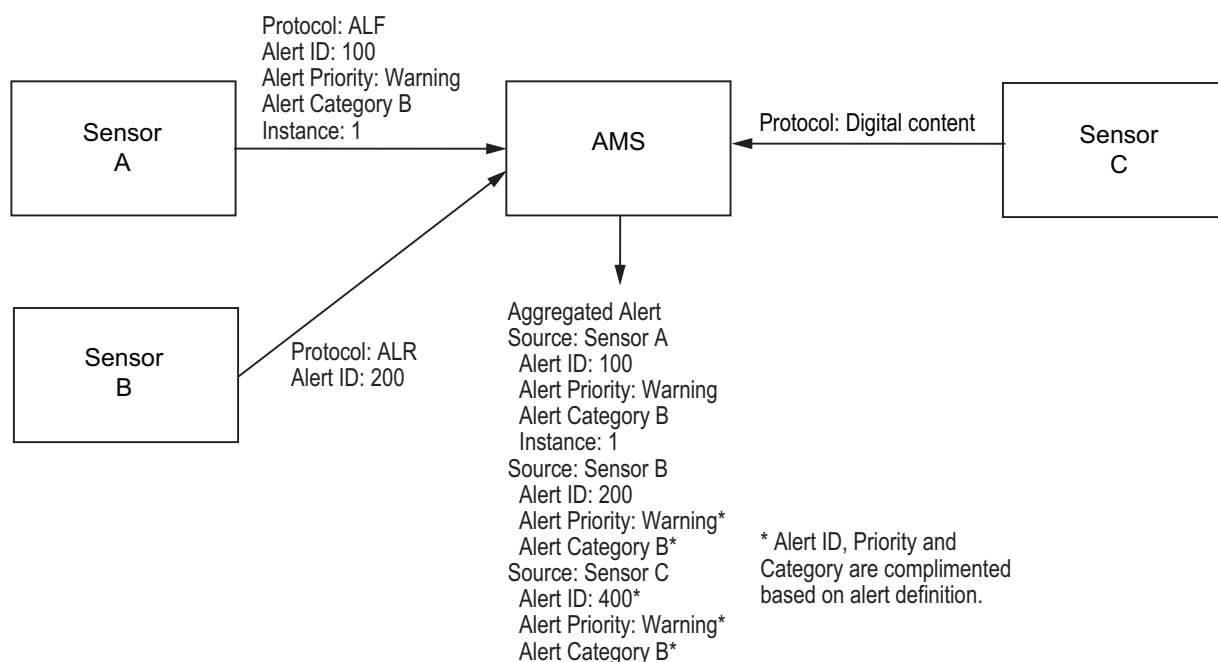 Protocol: ALF
Alert ID: 100
Alert Priority: Warning
Alert Category B
Instance: 1
Sensor
A
AMS
Protocol: Digital content
Sensor
C
Sensor
B
Protocol: ALR
Alert ID: 200
Aggregated Alert
Source: Sensor A
Alert ID: 100
Alert Priority: Warning
Alert Category B
Instance: 1
Source: Sensor B
Alert ID: 200
Alert Priority: Warning*
Alert Category B*
Source: Sensor C
Alert ID: 400*
Alert Priority: Warning*
Alert Category B*
* Alert ID, Priority and
Category are complimented
based on alert definition.